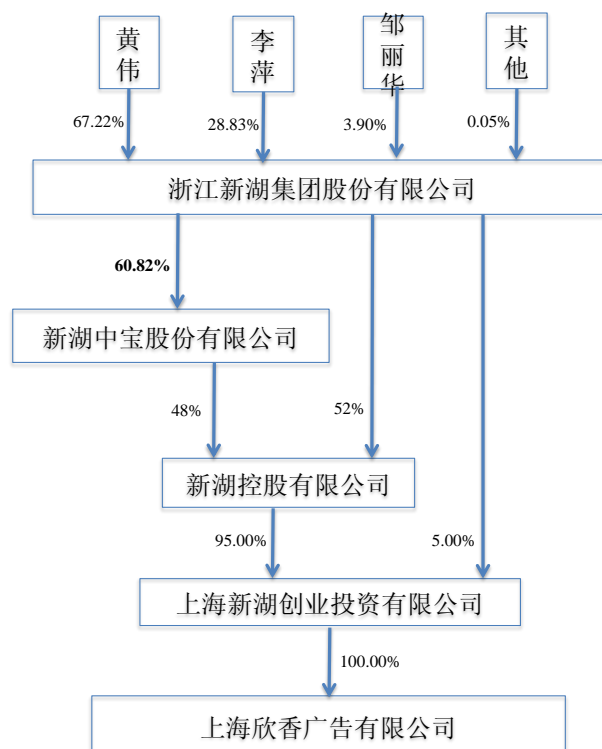 黄伟
李萍
邹丽华
其他
67.22%
28.83%
3.90%
0.05%
浙江新湖集团股份有限公司
60.82%
新湖中宝股份有限公司
48%
52%
新湖控股有限公司
95.00%
5.00%
上海新湖创业投资有限公司
100.00%
上海欣香广告有限公司